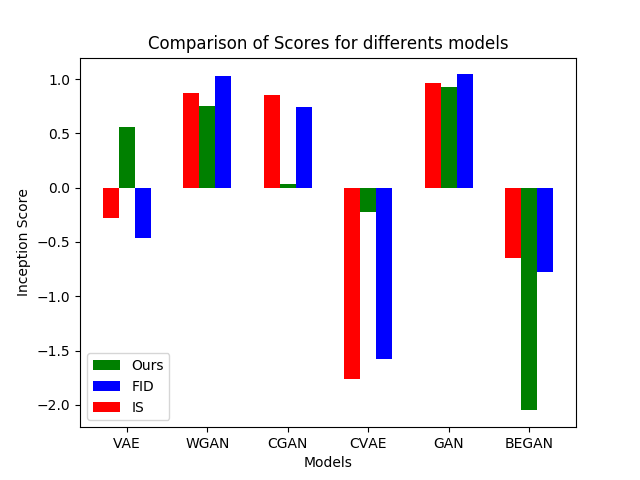 Comparison of Scores for differents models
1.0
0.5
0.0
−0.5
−1.0
−1.5
−2.0
Inception Score
Ours
FID
IS
VAE WGAN CGAN CVAE GAN BEGAN
Models